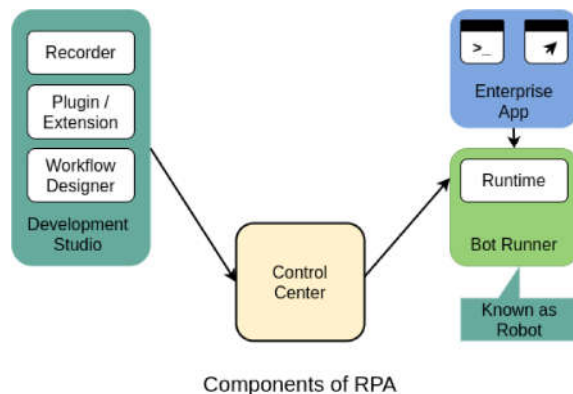 Recorder
Plugin /
Extension
Workflow
Designer
Development
Studio
Control
Center
>_
Enterprise
App
Runtime
Bot Runner
Known as
Robot
Components of RPA